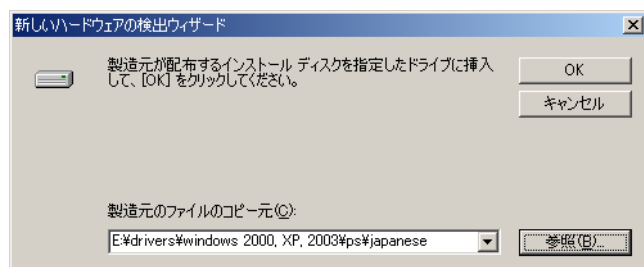 新しいハードウェアの検出ウィザード
製造元が配布するインストール ディスクを指定したドライブに挿入
して、[OK] をクリックしてください。
OK
キャンセル
製造元のファイルのコピー元(C):
E:¥drivers¥windows 2000, XP, 2003¥ps¥japanese
参照(B)...